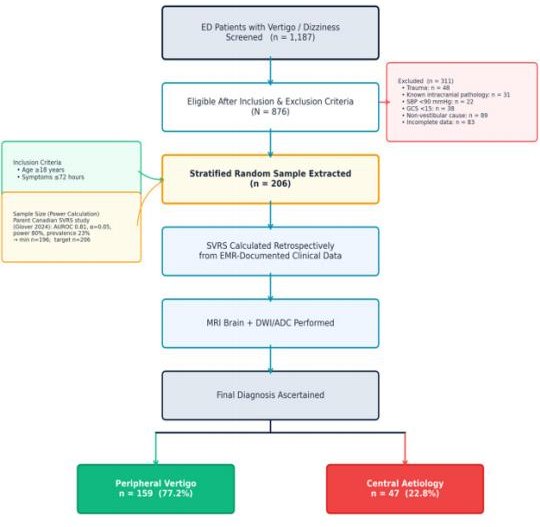 ED Patients with Vertigo / Dizziness
Screened (n = 1,187)
Excluded (n = 311)
• Trauma: n = 48
• Known intracranial pathology: n = 31
• SBP <90 mmHg: n = 22
• GCS <15: n = 38
• Non-vestibular cause: n = 89
• Incomplete data: n = 83
Eligible After Inclusion & Exclusion Criteria
(N = 876)
Inclusion Criteria
• Age ≥18 years
• Symptoms ≤72 hours
Stratified Random Sample Extracted
(n = 206)
Sample Size (Power Calculation)
Parent Canadian SVRS study
(Glover 2024): AUROC 0.81, α=0.05,
power 80%, prevalence 23%
→ min n=196; target n=206
SVRS Calculated Retrospectively
from EMR-Documented Clinical Data
MRI Brain + DWI/ADC Performed
Final Diagnosis Ascertained
Peripheral Vertigo
n = 159 (77.2%)
Central Aetiology
n = 47 (22.8%)